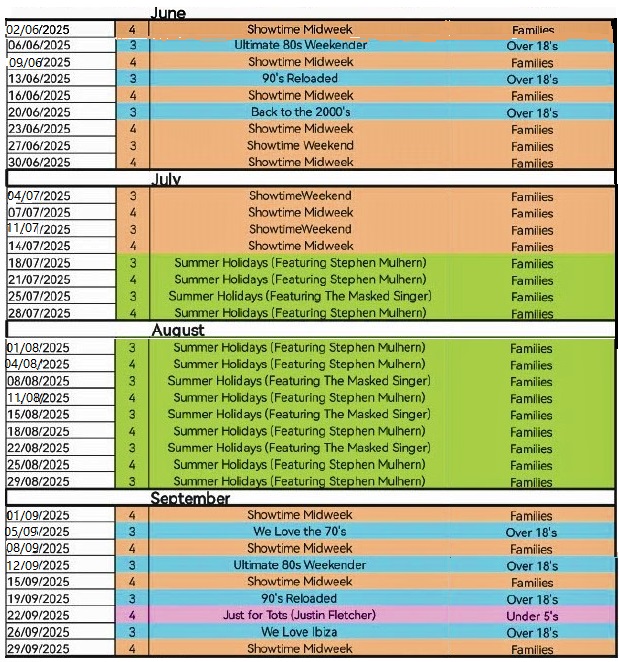 June
02/06/2025 4 Showtime Midweek Families
06/06/2025 3 Ultimate 80s Weekender Over 18's
09/06/2025 4 Showtime Midweek Families
13/06/2025 3 90's Reloaded Over 18's
16/06/2025 4 Showtime Midweek Families
20/06/2025 3 Back to the 2000's Over 18's
23/06/2025 4 Showtime Midweek Families
27/06/2025 3 Showtime Weekend Families
30/06/2025 4 Showtime Midweek Families
July
04/07/2025 3 ShowtimeWeekend Families
07/07/2025 4 Showtime Midweek Families
11/07/2025 3 ShowtimeWeekend Families
14/07/2025 4 Showtime Midweek Families
18/07/2025 3 Summer Holidays (Featuring Stephen Mulhern) Families
21/07/2025 4 Summer Holidays (Featuring Stephen Mulhern) Families
25/07/2025 3 Summer Holidays (Featuring The Masked Singer) Families
28/07/2025 4 Summer Holidays (Featuring Stephen Mulhern) Families
August
01/08/2025 3 Summer Holidays (Featuring Stephen Mulhern) Families
04/08/2025 4 Summer Holidays (Featuring Stephen Mulhern) Families
08/08/2025 3 Summer Holidays (Featuring The Masked Singer) Families
11/08/2025 4 Summer Holidays (Featuring Stephen Mulhern) Families
15/08/2025 3 Summer Holidays (Featuring The Masked Singer) Families
18/08/2025 4 Summer Holidays (Featuring Stephen Mulhern) Families
22/08/2025 3 Summer Holidays (Featuring The Masked Singer) Families
25/08/2025 4 Summer Holidays (Featuring Stephen Mulhern) Families
29/08/2025 3 Summer Holidays (Featuring Stephen Mulhern) Families
September
01/09/2025 4 Showtime Midweek Families
05/09/2025 3 We Love the 70's Over 18's
08/09/2025 4 Showtime Midweek Families
12/09/2025 3 Ultimate 80s Weekender Over 18's
15/09/2025 4 Showtime Midweek Families
19/09/2025 3 90's Reloaded Over 18's
22/09/2025 4 Just for Tots (Justin Fletcher) Under 5's
26/09/2025 3 We Love Ibiza Over 18's
29/09/2025 4 Showtime Midweek Families